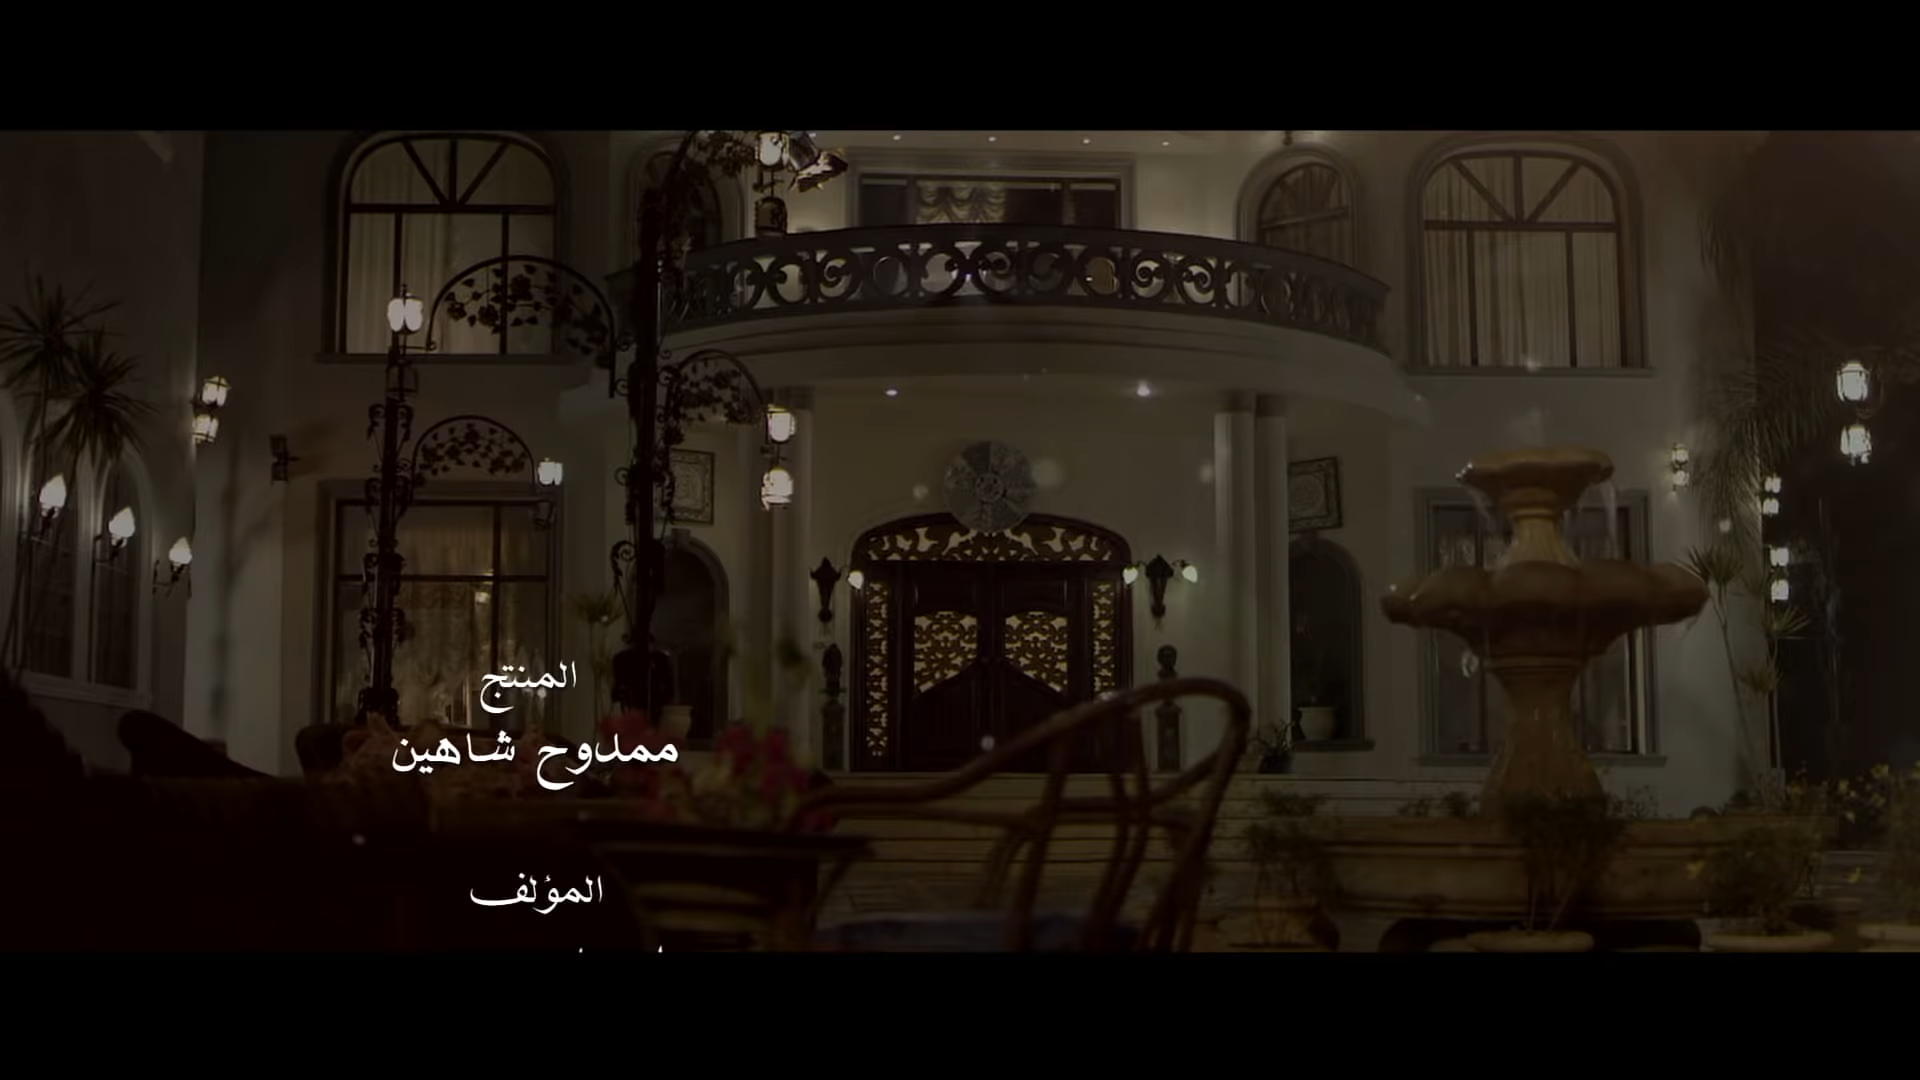 المنتج
ممدوح شاهين
المؤلف